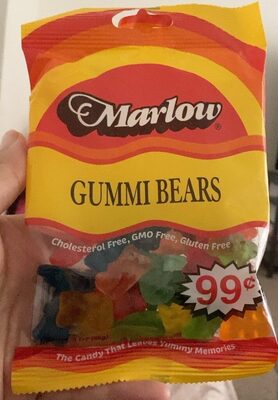 Marlow®
GUMMI BEARS
Cholesterol Free, GMO Free, Gluten Free
99¢
The Candy That Leaves Yummy Memories